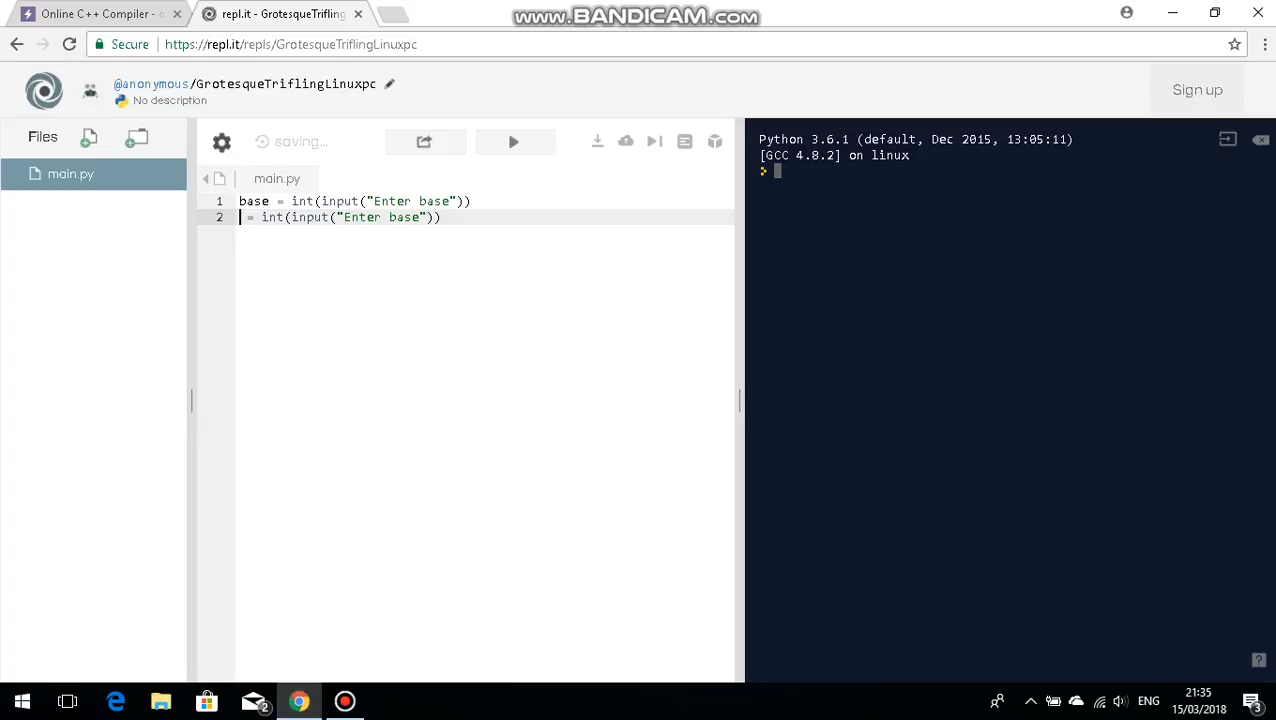 www.BANDICAM.com
Online C++ Compiler -
repl.it - GrotesqueTrifling
Secure
https://repl.it/repls/GrotesqueTriflingLinuxpc
@anonymous/GrotesqueTriflingLinuxpc
No description
Sign up
Files
saving...
main.py
main.py
1 base = int(input("Enter base"))
2 = int(input("Enter base"))
Python 3.6.1 (default, Dec 2015, 13:05:11)
[GCC 4.8.2] on linux
?
2
ENG
21:35
15/03/2018
3